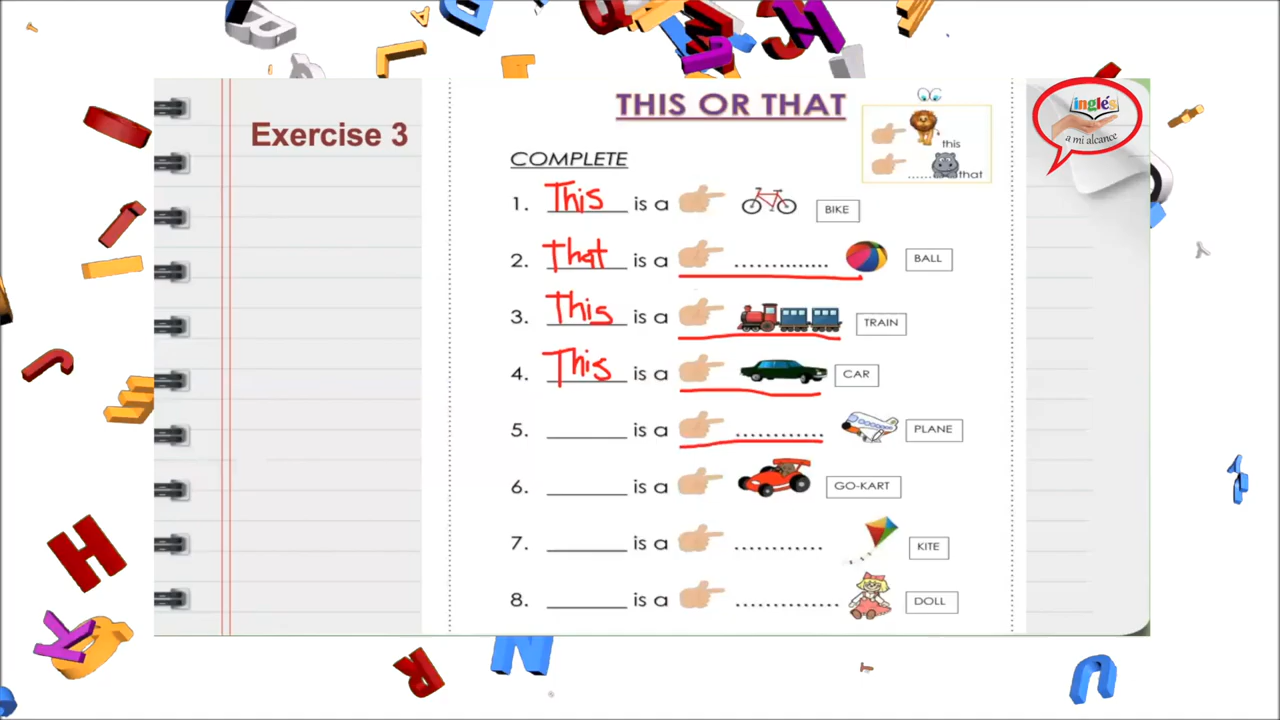 Exercise 3
THIS OR THAT
inglés
a mi alcance
this
......that
COMPLETE
1. This is a BIKE
2. That is a ............. BALL
3. This is a TRAIN
4. This is a CAR
5. ______ is a ............ PLANE
6. ______ is a GO-KART
7. ______ is a ............ KITE
8. ______ is a .............. DOLL